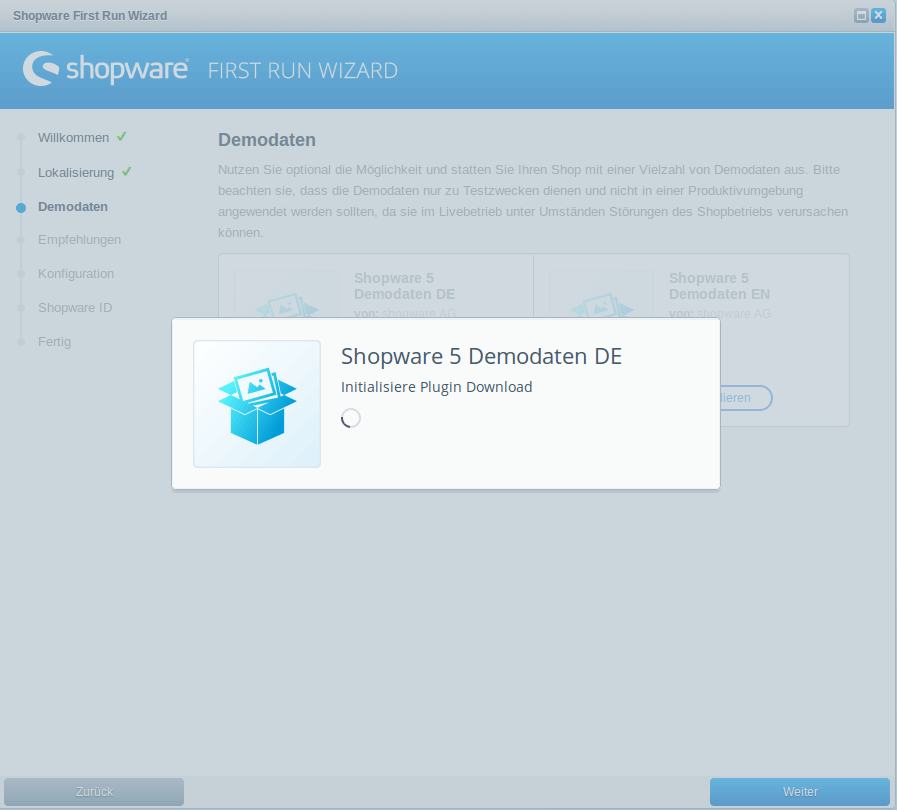 Shopware First Run Wizard
shopware FIRST RUN WIZARD
Willkommen
Lokalisierung
Demodaten
Empfehlungen
Konfiguration
Shopware ID
Fertig
Demodaten
Nutzen Sie optional die Möglichkeit und statten Sie Ihren Shop mit einer Vielzahl von Demodaten aus. Bitte
beachten sie, dass die Demodaten nur zu Testzwecken dienen und nicht in einer Produktivumgebung
angewendet werden sollten, da sie im Livebetrieb unter Umständen Störungen des Shopbetriebs verursachen
können.
Shopware 5
Demodaten DE
von: shopware AG
Shopware 5
Demodaten EN
von: shopware AG
Shopware 5 Demodaten DE
Initialisiere Plugin Download
Zurück
Weiter